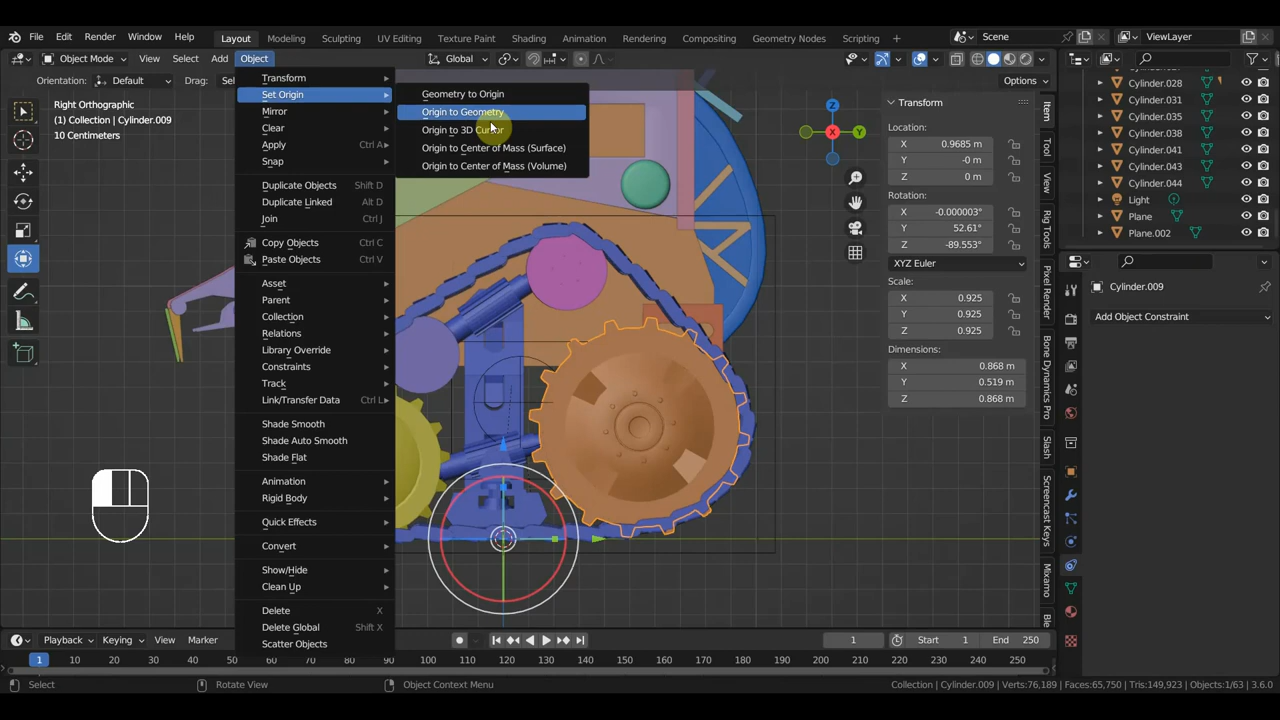 File Edit Render Window Help Layout Modeling Sculpting UV Editing Texture Paint Shading Animation Rendering Compositing Geometry Nodes Scripting + Scene ViewLayer
Object Mode View Select Add Object Global
Orientation: Default Drag: Sel Options
Right Orthographic
(1) Collection | Cylinder.009
10 Centimeters
Transform
Set Origin
Mirror
Clear
Apply Ctrl A
Snap
Duplicate Objects Shift D
Duplicate Linked Alt D
Join Ctrl J
Copy Objects Ctrl C
Paste Objects Ctrl V
Asset
Parent
Collection
Relations
Library Override
Constraints
Track
Link/Transfer Data Ctrl L
Shade Smooth
Shade Auto Smooth
Shade Flat
Animation
Rigid Body
Quick Effects
Convert
Show/Hide
Clean Up
Delete X
Delete Global Shift X
Scatter Objects
Geometry to Origin
Origin to Geometry
Origin to 3D Cursor
Origin to Center of Mass (Surface)
Origin to Center of Mass (Volume)
Z
X
Y
Transform
Location:
X 0.9685 m
Y -0 m
Z 0 m
Rotation:
X -0.000003°
Y 52.61°
Z -89.553°
XYZ Euler
Scale:
X 0.925
Y 0.925
Z 0.925
Dimensions:
X 0.868 m
Y 0.519 m
Z 0.868 m
Item
Tool
View
Rig Tools
Pixel Render
Bone Dynamics Pro
Slash
Screencast Keys
Mixamo
Ble
Cylinder.028
Cylinder.031
Cylinder.035
Cylinder.038
Cylinder.041
Cylinder.043
Cylinder.044
Light
Plane
Plane.002
Cylinder.009
Add Object Constraint
Playback Keying View Marker 1 Start 1 End 250
1 10 20 30 40 50 80 90 100 110 120 130 140 150 160 170 180 190 200 210 220 230 240 250
Select Rotate View Object Context Menu Collection | Cylinder.009 | Verts:76,189 | Faces:65,750 | Tris:149,923 | Objects:1/63 | 3.6.0